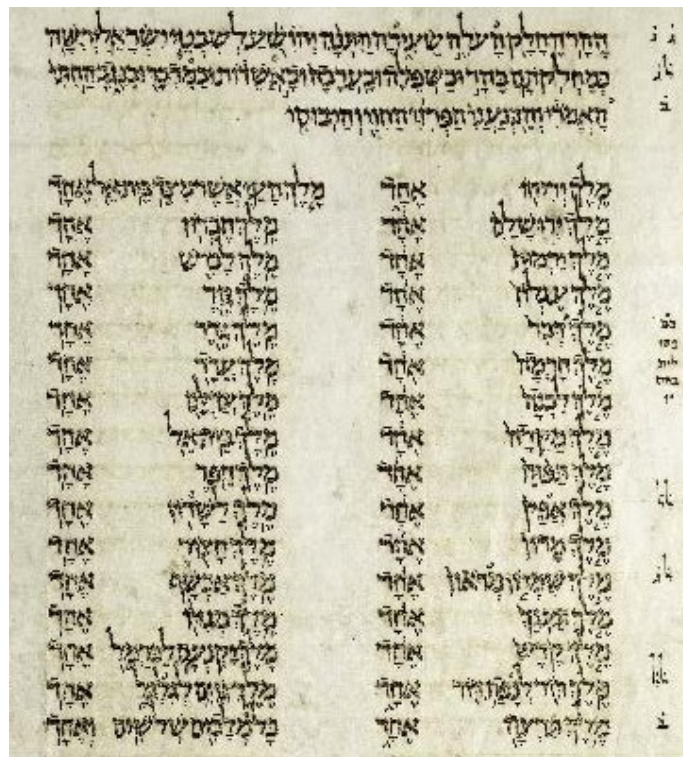 ההר החלק העלה שעירה ויתנה יהושע לשבטי ישראל ירשה
כמחלקתם בהר ובשפלה ובערבה ובאשדות ובמדבר ובנגב החתי
האמרי והכנעני הפרזי החוי והיבוסי
מלך יריחו אחד מלך העי אשר מצד בית אל אחד
מלך ירושלם אחד מלך חברון אחד
מלך ירמות אחד מלך לכיש אחד
מלך עגלון אחד מלך גזר אחד
מלך דבר אחד מלך גדר אחד
מלך חרמה אחד מלך ערד אחד
מלך לבנה אחד מלך עדלם אחד
מלך מקדה אחד מלך בית אל אחד
מלך תפוח אחד מלך חפר אחד
מלך אפק אחד מלך לשרון אחד
מלך מדון אחד מלך חצור אחד
מלך שמרון מראון אחד מלך אכשף אחד
מלך תענך אחד מלך מגדו אחד
מלך קדש אחד מלך יקנעם לכרמל אחד
מלך דור לנפת דור אחד מלך גוים לגלגל אחד
מלך תרצה אחד כל מלכים שלשים ואחד